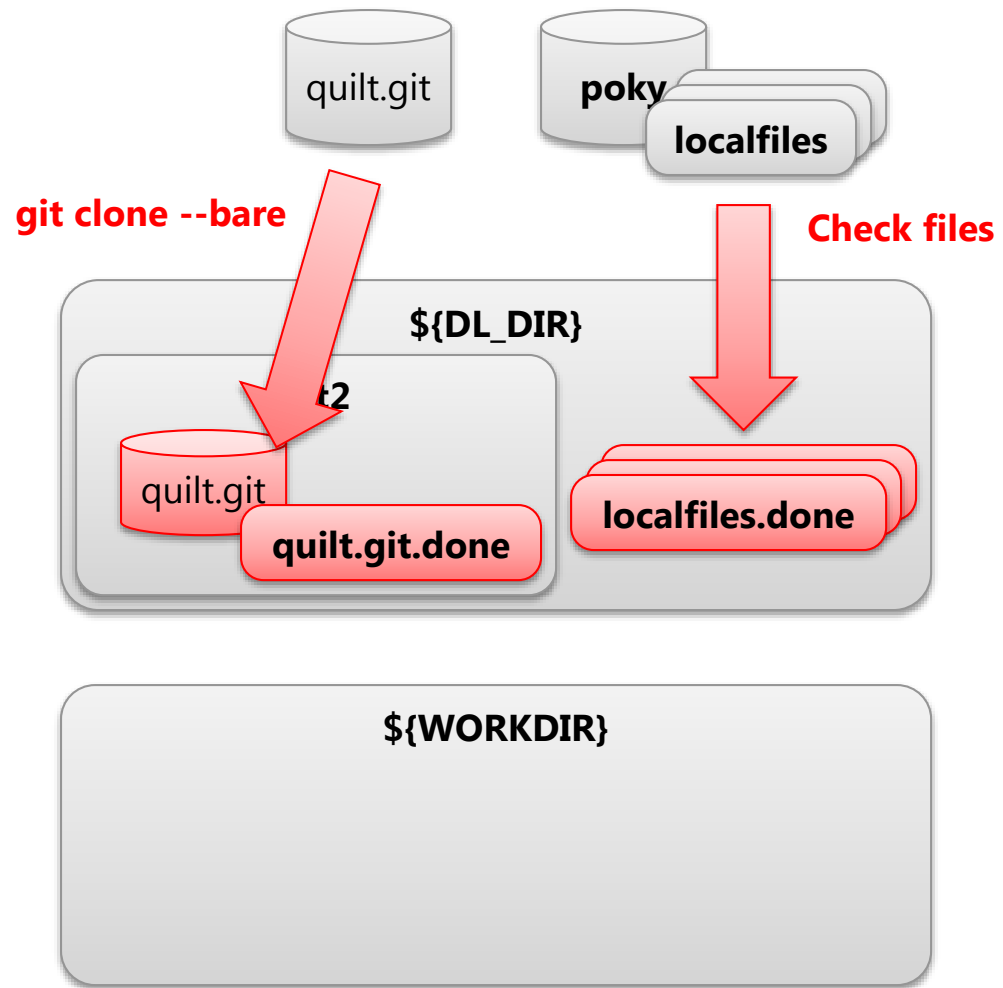 quilt.git
poky
localfiles
git clone --bare
Check files
${DL_DIR}
quilt.git
quilt.git.done
localfiles.done
${WORKDIR}